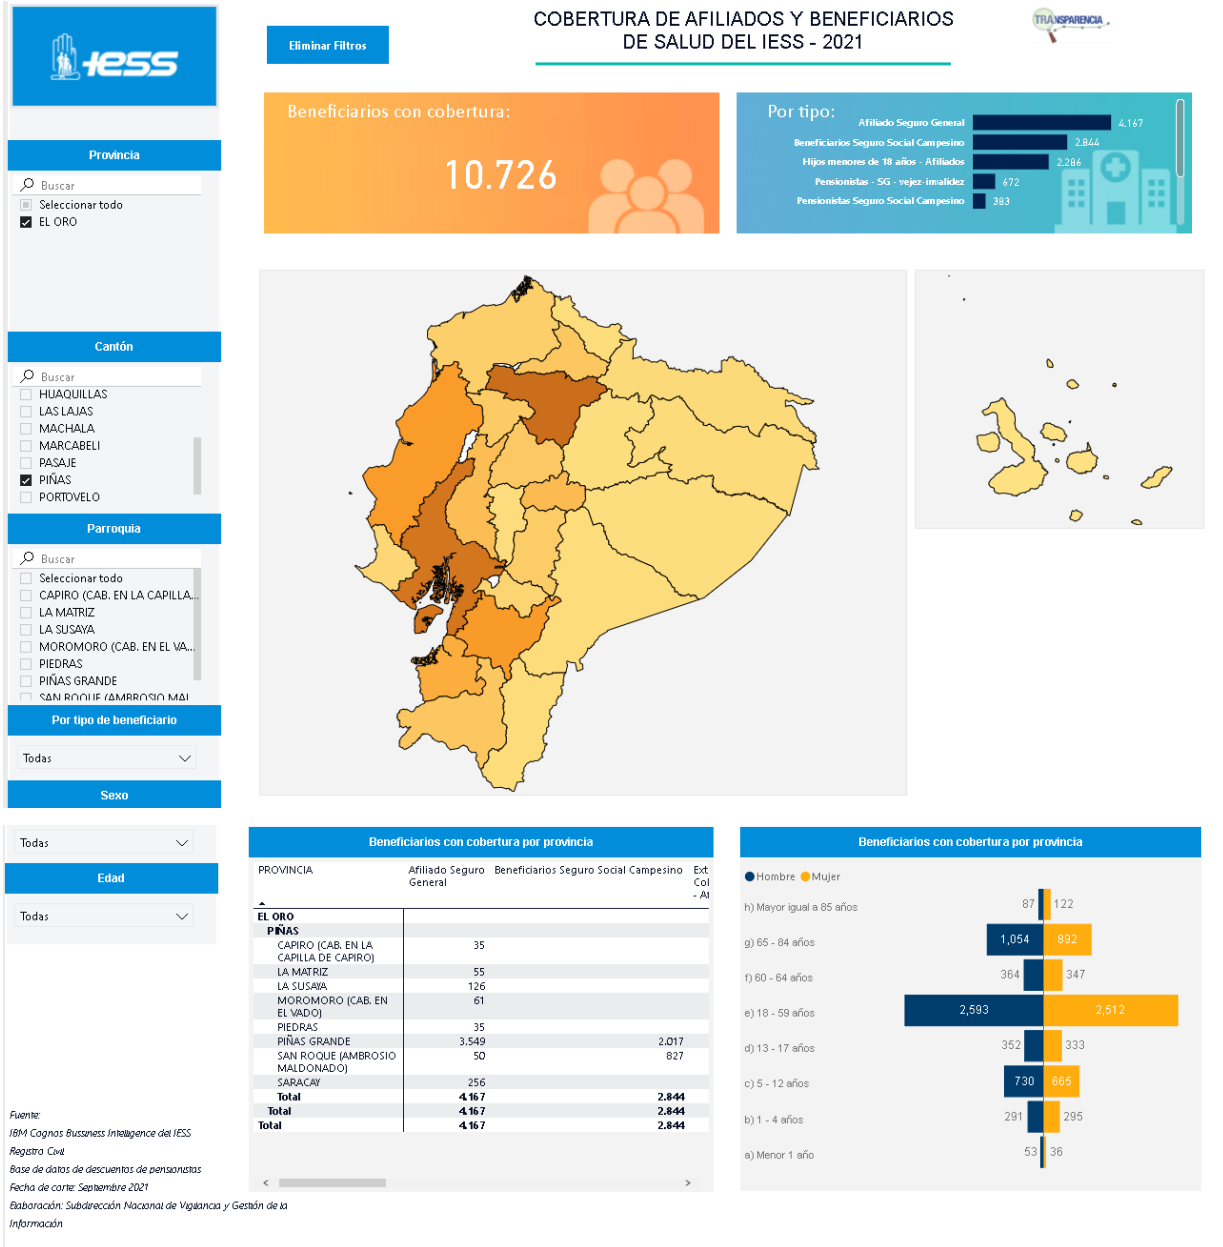 IESS
Eliminar Filtros
COBERTURA DE AFILIADOS Y BENEFICIARIOS
DE SALUD DEL IESS - 2021
TRANSPARENCIA
Beneficiarios con cobertura:
10.726
Por tipo:
Afiliado Seguro General 4.167
Beneficiarios Seguro Social Campesino 2.844
Hijos menores de 18 años - Afiliados 2.286
Pensionistas - SG - vejez-invalidez 672
Pensionistas Seguro Social Campesino 383
Provincia
Buscar
Seleccionar todo
EL ORO
Cantón
Buscar
HUAQUILLAS
LAS LAJAS
MACHALA
MARCABELI
PASAJE
PIÑAS
PORTOVELO
Parroquia
Buscar
Seleccionar todo
CAPIRO (CAB. EN LA CAPILLA...
LA MATRIZ
LA SUSAYA
MOROMORO (CAB. EN EL VA...
PIEDRAS
PIÑAS GRANDE
SAN ROQUE (AMBROSIO MAL
Por tipo de beneficiario
Todas
Sexo
Todas
Edad
Todas
Beneficiarios con cobertura por provincia
PROVINCIA Afiliado Seguro Beneficiarios Seguro Social Campesino Ext
General Col
- Af
EL ORO
PIÑAS
CAPIRO (CAB. EN LA 35
CAPILLA DE CAPIRO)
LA MATRIZ 55
LA SUSAYA 126
MOROMORO (CAB. EN 61
EL VADO)
PIEDRAS 35
PIÑAS GRANDE 3.549 2.017
SAN ROQUE (AMBROSIO 50 827
MALDONADO)
SARACAY 256
Total 4.167 2.844
Total 4.167 2.844
Total 4.167 2.844
Beneficiarios con cobertura por provincia
Hombre Mujer
h) Mayor igual a 85 años 87 122
g) 65 - 84 años 1,054 892
f) 60 - 64 años 364 347
e) 18 - 59 años 2,593 2,512
d) 13 - 17 años 352 333
c) 5 - 12 años 730 665
b) 1 - 4 años 291 295
a) Menor 1 año 53 36
Fuente:
IBM Cognos Bussiness Intelligence del IESS
Registro Civil
Base de datos de descuentos de pensionistas
Fecha de corte: Septiembre 2021
Elaboración: Subdirección Nacional de Vigilancia y Gestión de la
Información